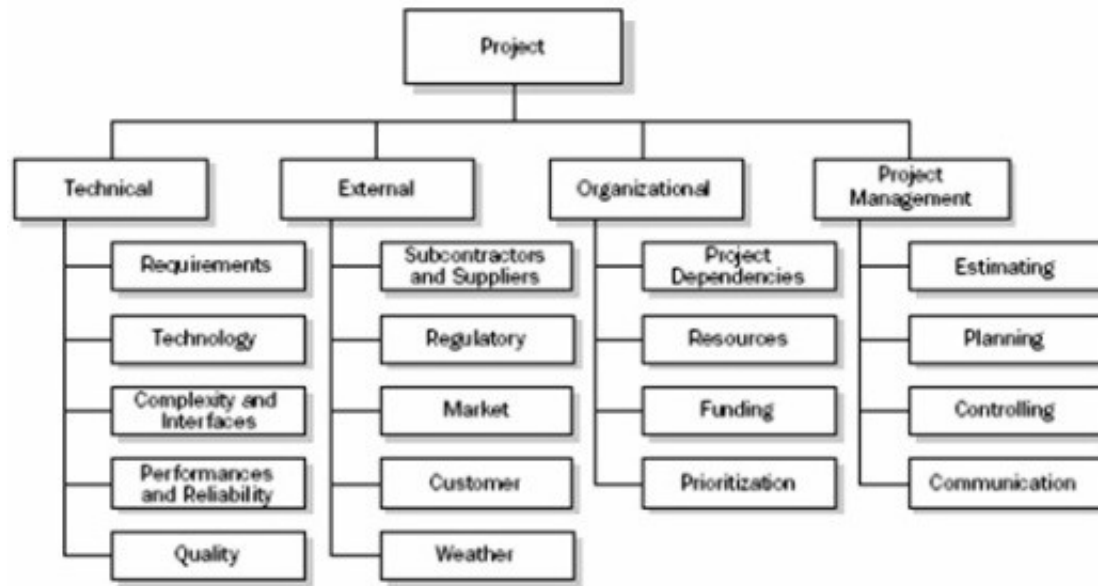 Project
Technical
External
Organizational
Project
Management
Requirements
Subcontractors
and Suppliers
Project
Dependencies
Estimating
Technology
Regulatory
Resources
Planning
Complexity and
Interfaces
Market
Funding
Controlling
Performances
and Reliability
Customer
Prioritization
Communication
Quality
Weather